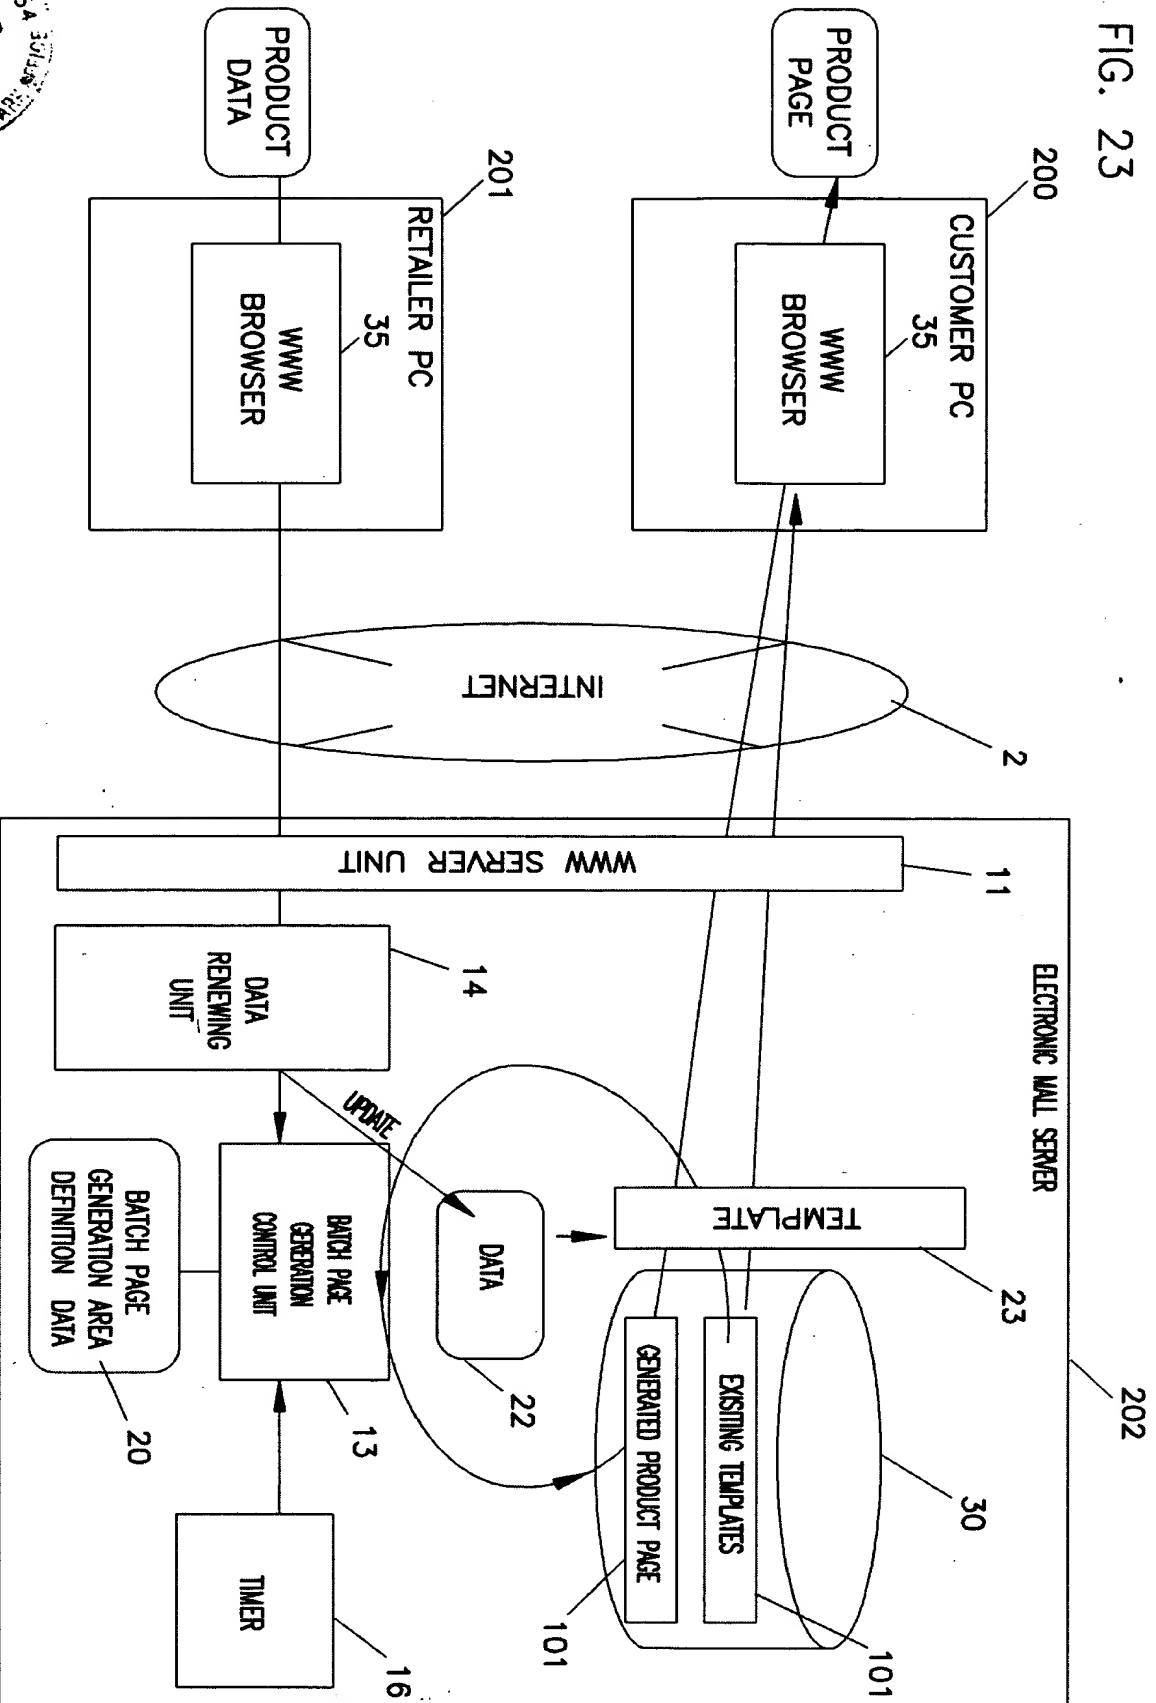 FIG. 23
200
CUSTOMER PC
35
WWW
BROWSER
PRODUCT
PAGE
201
RETAILER PC
35
WWW
BROWSER
PRODUCT
DATA
INTERNET
2
ELECTRONIC MALL SERVER
202
WWW SERVER UNIT
11
DATA
RENEWING
UNIT
14
UPDATE
DATA
22
TEMPLATE
23
30
EXISITING TEMPLATES
101
GENERATED PRODUCT PAGE
101
BATCH PAGE
GERERATION
CONTROL UNIT
13
BATCH PAGE
GENERATION AREA
DEFINITION DATA
20
TIMER
16